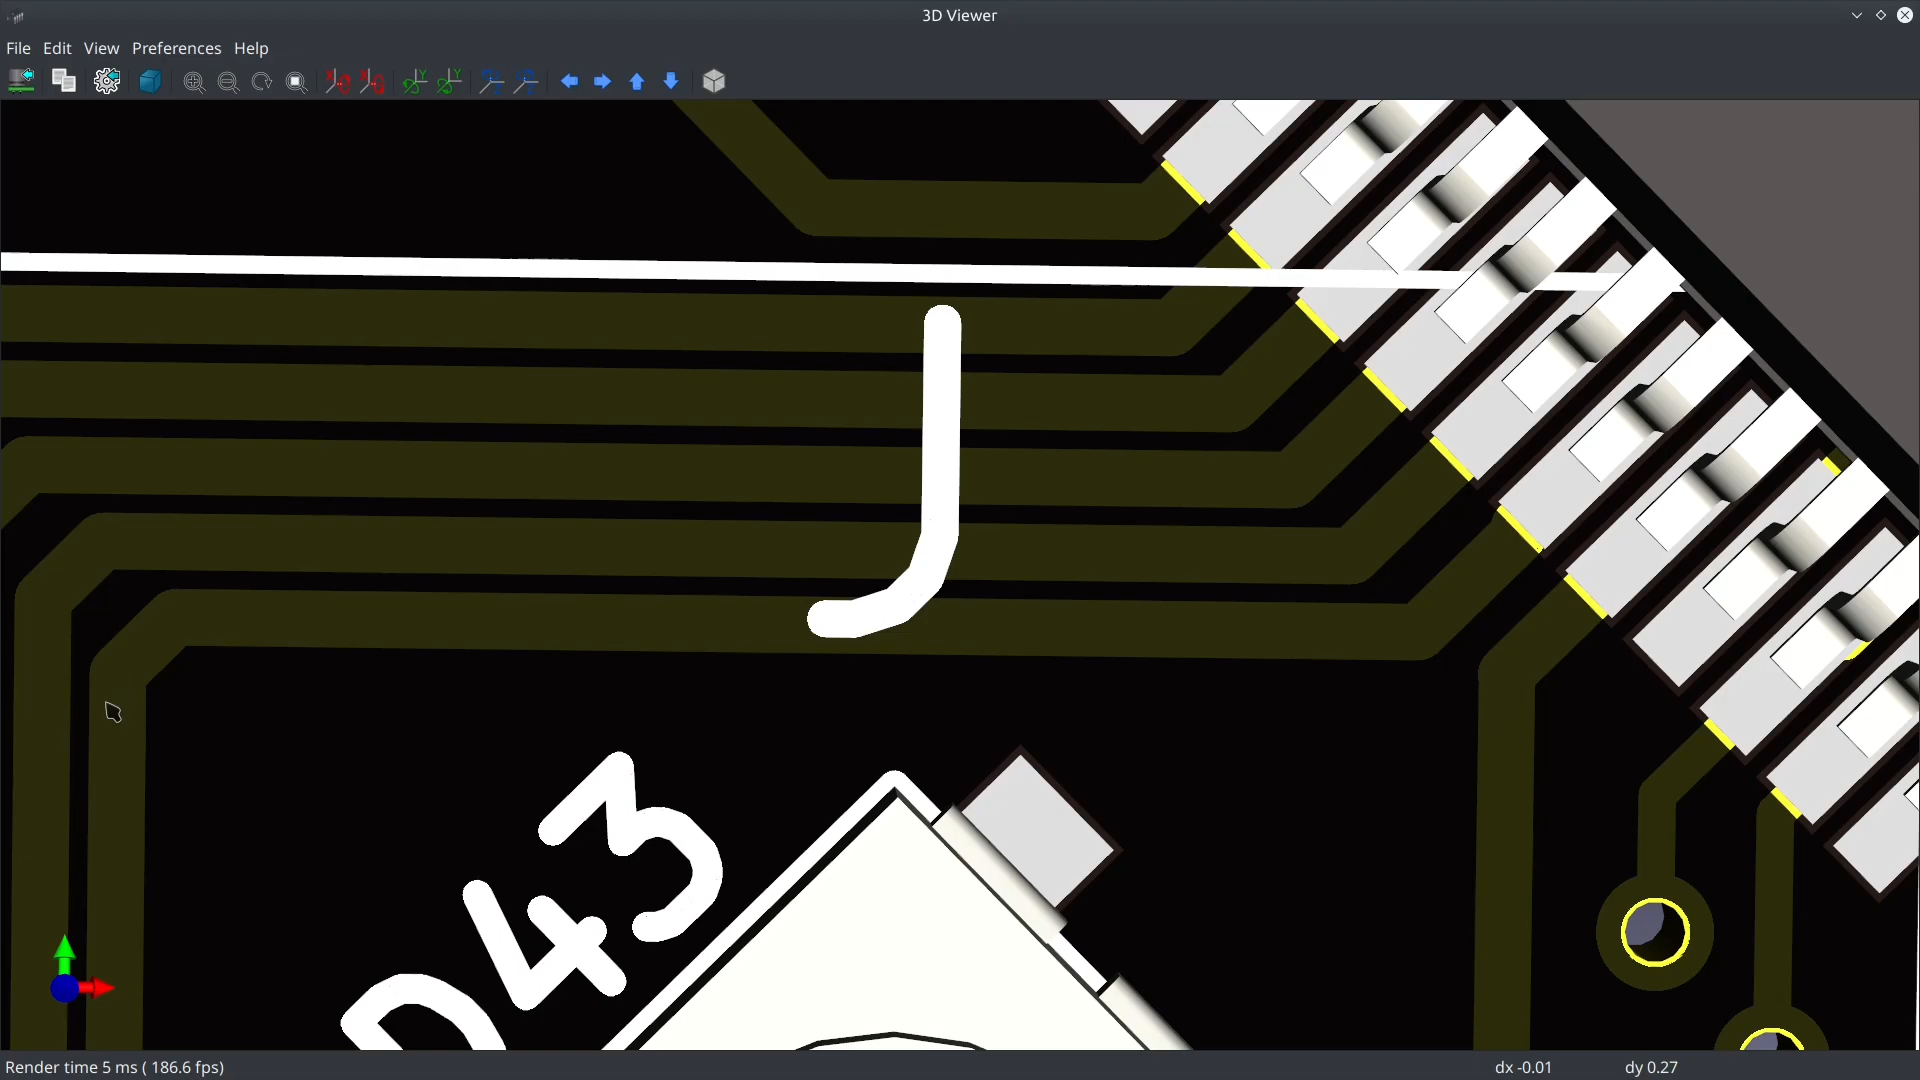 3D Viewer
File Edit View Preferences Help
J
D43
Render time 5 ms ( 186.6 fps) dx -0.01 dy 0.27